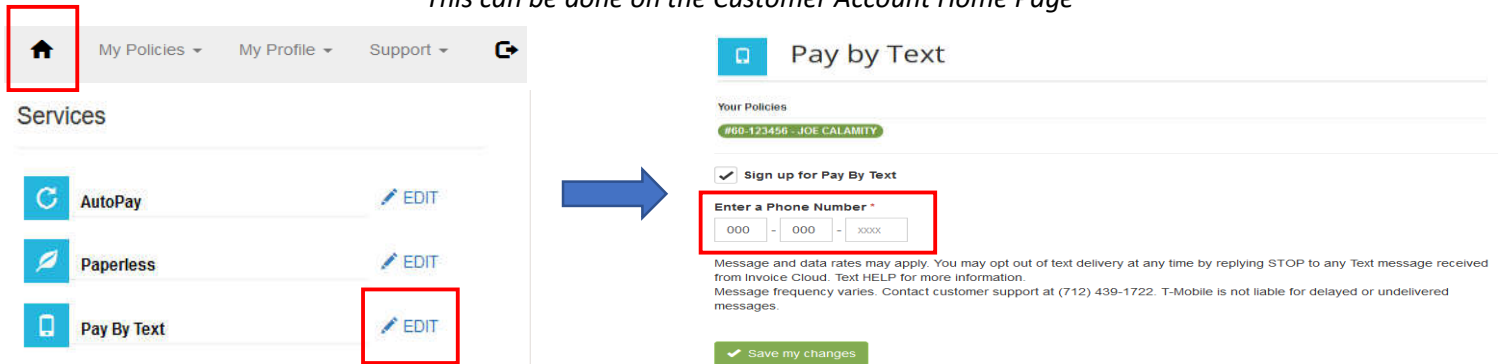 This can be done on the Customer Account Home Page
My Policies My Profile Support
Services
AutoPay EDIT
Paperless EDIT
Pay By Text EDIT
Pay by Text
Your Policies
#60-123456 - JOE CALAMITY
Sign up for Pay By Text
Enter a Phone Number *
000 - 000 - xxxx
Message and data rates may apply. You may opt out of text delivery at any time by replying STOP to any Text message received
from Invoice Cloud. Text HELP for more information.
Message frequency varies. Contact customer support at (712) 439-1722. T-Mobile is not liable for delayed or undelivered
messages.
Save my changes